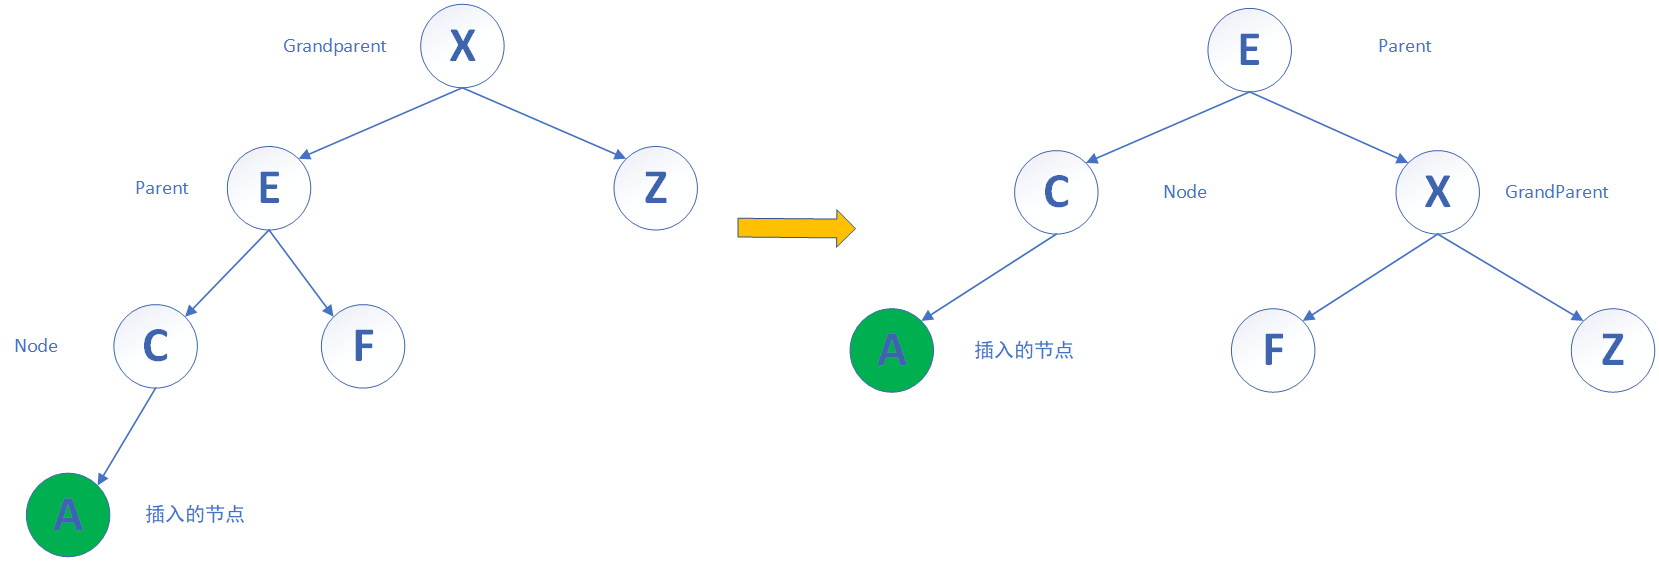 Grandparent X
Parent E Z
Node C F
A 插入的节点
E Parent
C Node X GrandParent
A 插入的节点 F Z